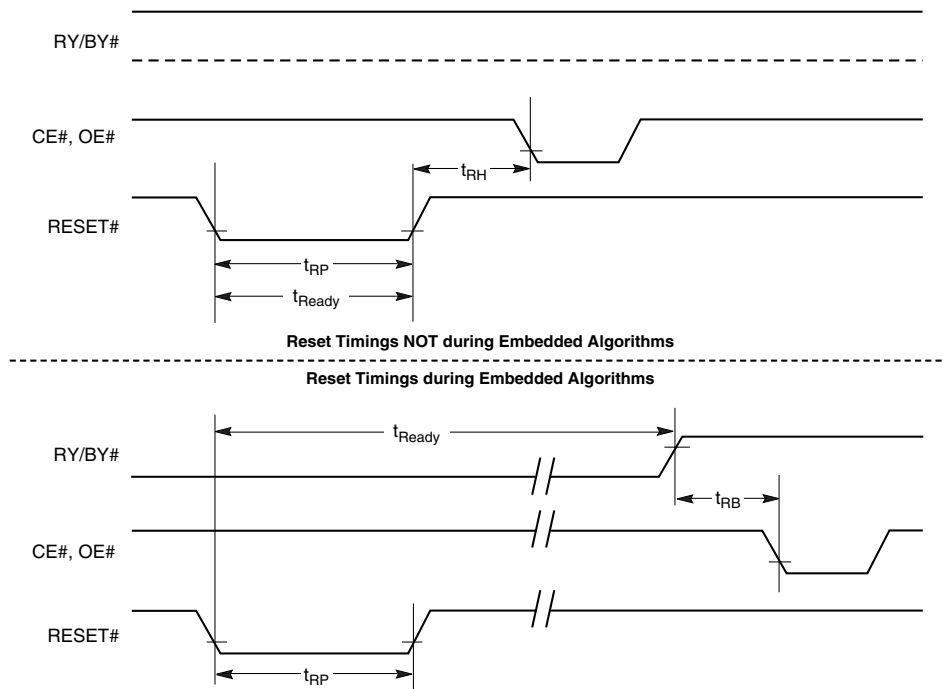 RY/BY#
CE#, OE#
tRH
RESET#
tRP
tReady
Reset Timings NOT during Embedded Algorithms
Reset Timings during Embedded Algorithms
tReady
RY/BY#
tRB
CE#, OE#
RESET#
tRP